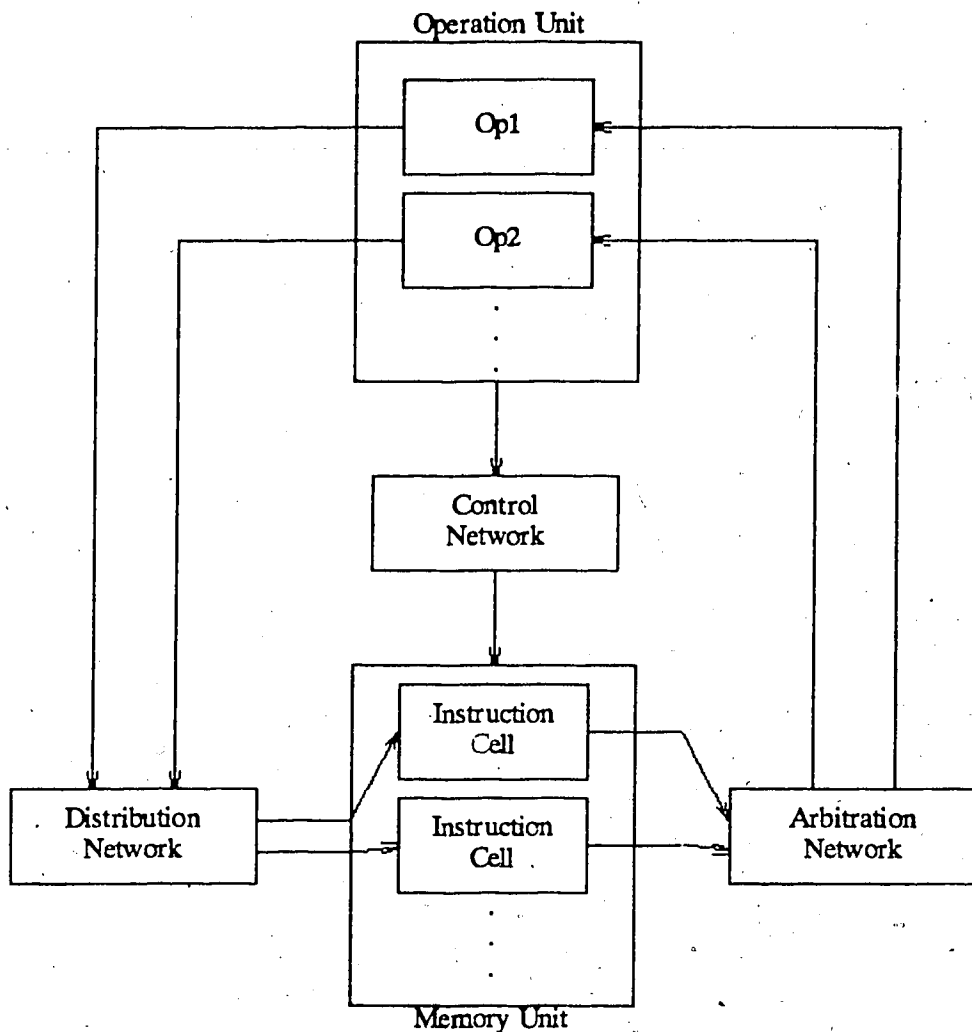 Operation Unit
Op1
Op2
Control
Network
Instruction
Cell
Distribution
Network
Instruction
Cell
Arbitration
Network
Memory Unit